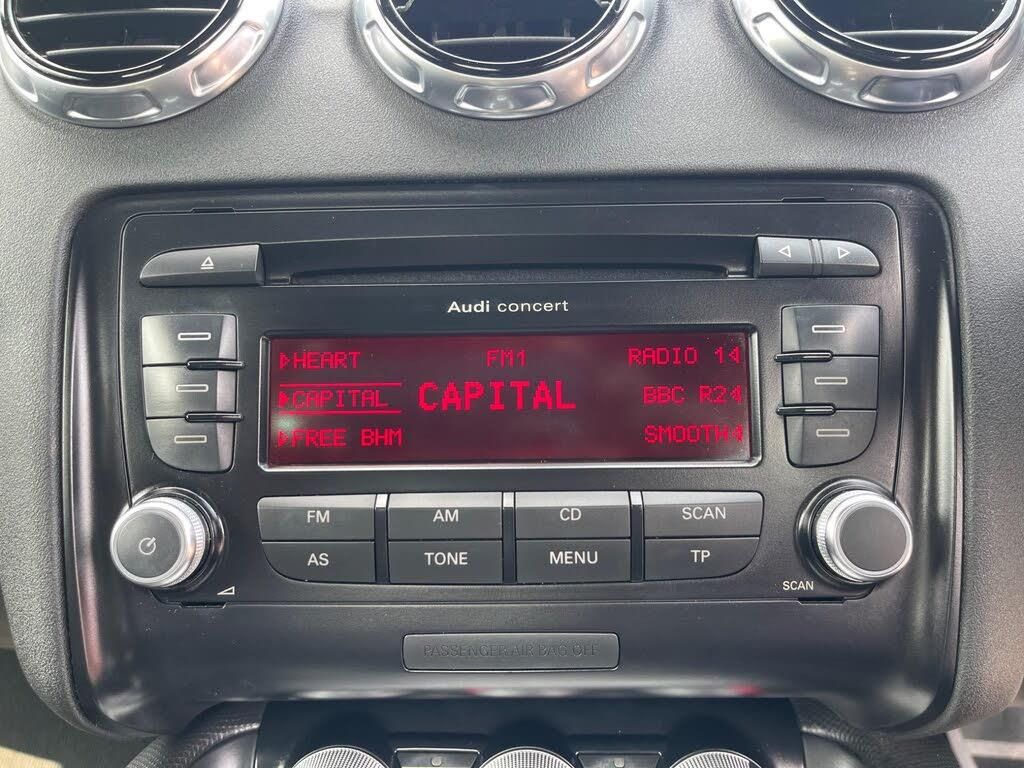 Audi concert
HEART FM1 RADIO 1
CAPITAL CAPITAL BBC R2
FREE BHM SMOOTH
FM AM CD SCAN
AS TONE MENU TP
SCAN
PASSENGER AIR BAG OFF